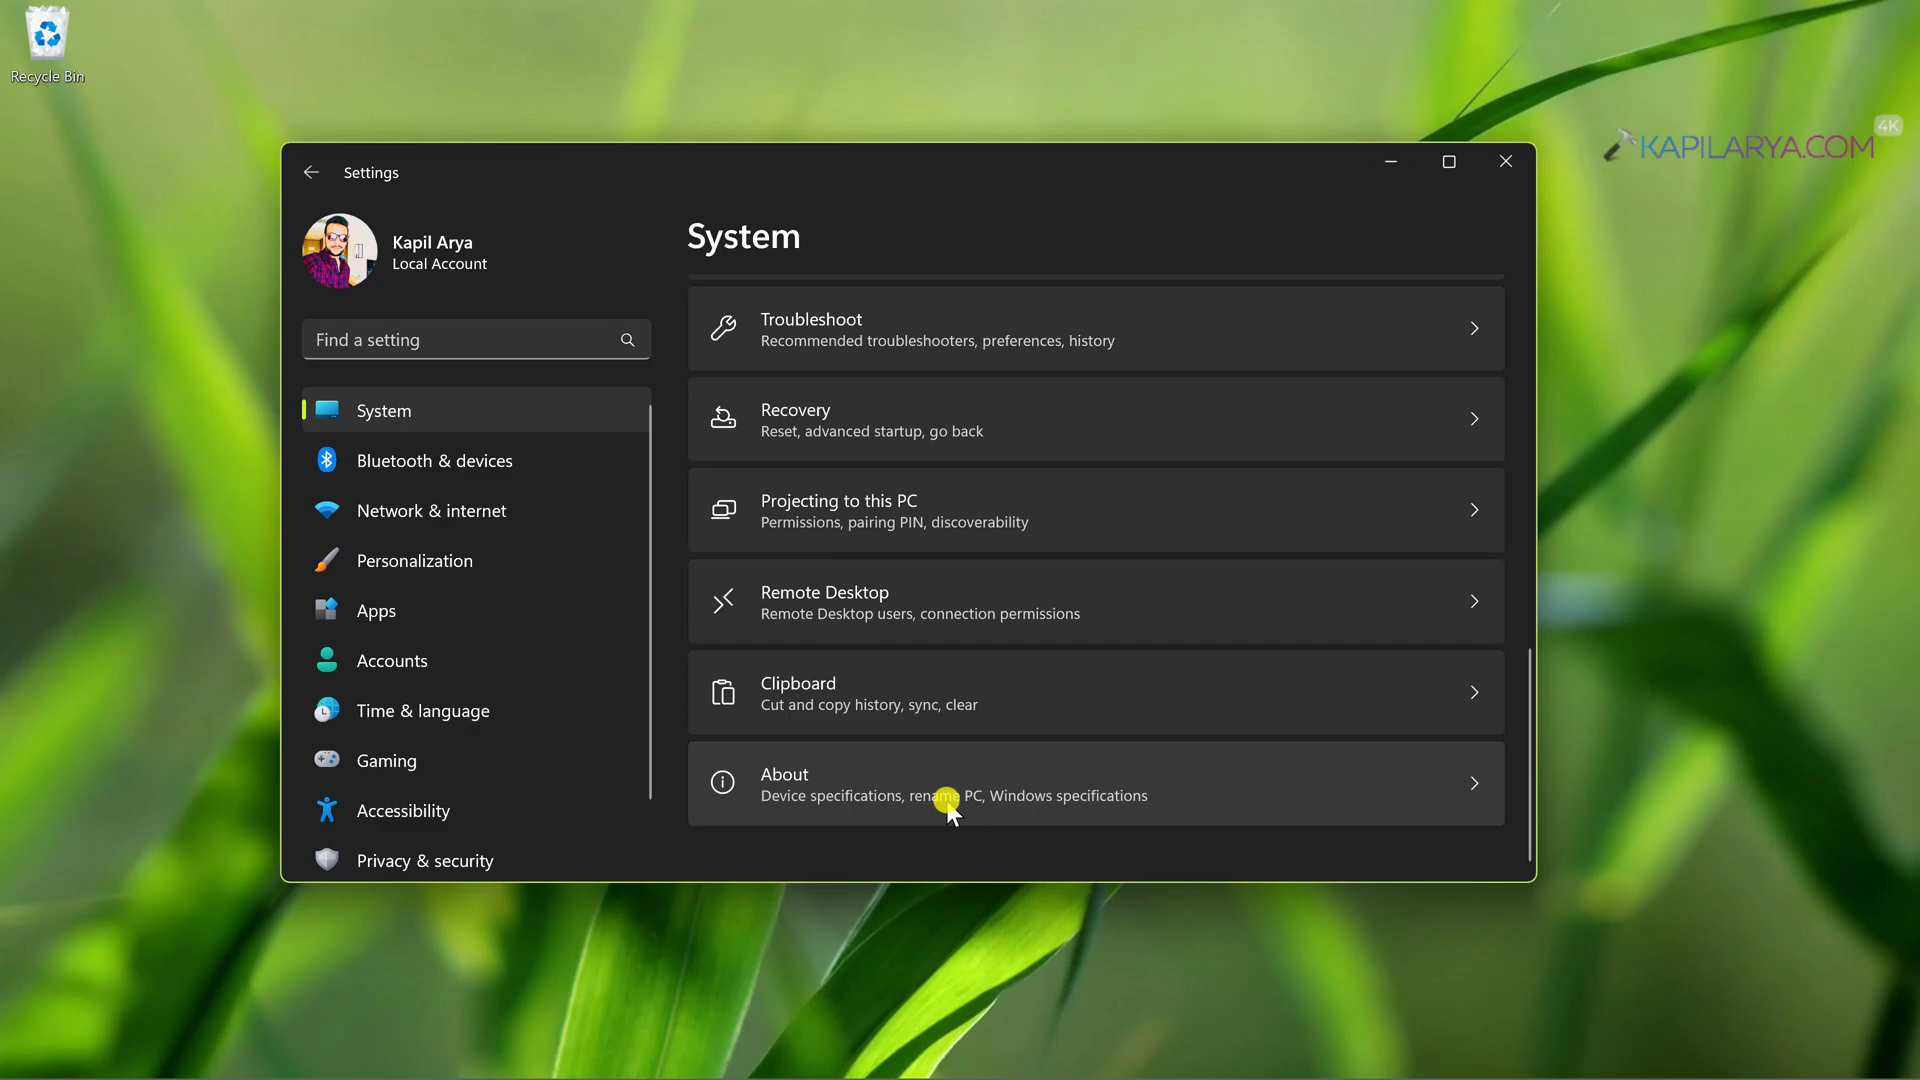 Recycle Bin
KAPILARYA.COM
4K
Settings
Kapil Arya
Local Account
Find a setting
System
Bluetooth & devices
Network & internet
Personalization
Apps
Accounts
Time & language
Gaming
Accessibility
Privacy & security
System
Troubleshoot
Recommended troubleshooters, preferences, history
Recovery
Reset, advanced startup, go back
Projecting to this PC
Permissions, pairing PIN, discoverability
Remote Desktop
Remote Desktop users, connection permissions
Clipboard
Cut and copy history, sync, clear
About
Device specifications, rename PC, Windows specifications